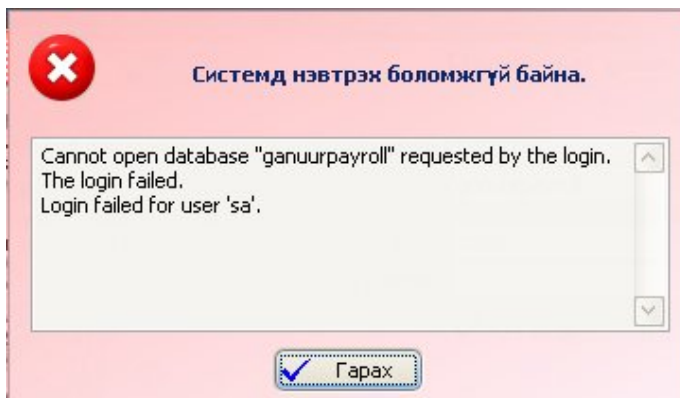 Системд нэвтрэх боломжгүй байна.
Cannot open database "ganuurpayroll" requested by the login.
The login failed.
Login failed for user 'sa'.
Гарах